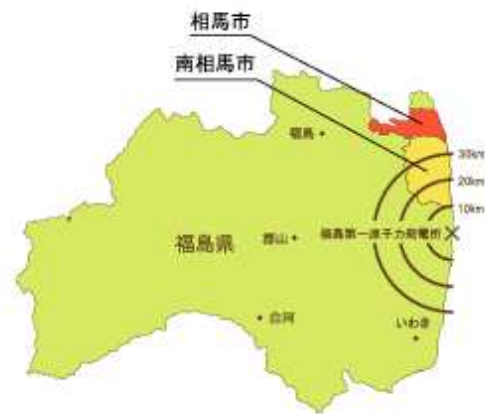 相馬市
南相馬市
福島
30km
20km
10km
福島県
郡山
福島第一原子力発電所
白河
いわき